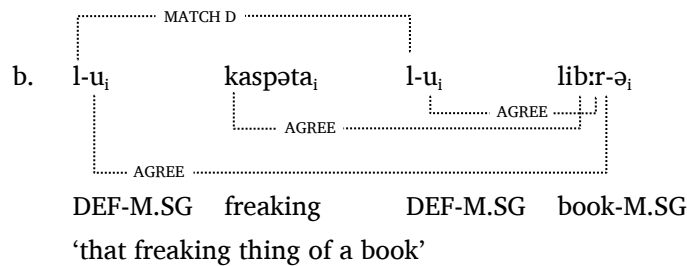 MATCH D
b. l-uᵢ kaspətaᵢ l-uᵢ lib:r-əᵢ
AGREE
AGREE
AGREE
DEF-M.SG freaking DEF-M.SG book-M.SG
‘that freaking thing of a book’